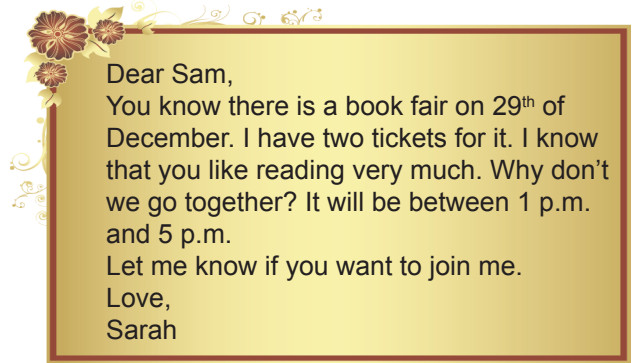 Dear Sam,
You know there is a book fair on 29th of
December. I have two tickets for it. I know
that you like reading very much. Why don’t
we go together? It will be between 1 p.m.
and 5 p.m.
Let me know if you want to join me.
Love,
Sarah